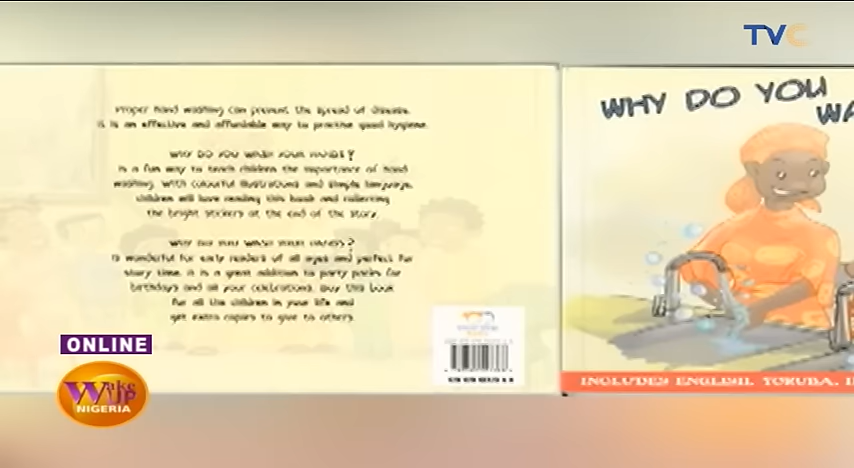 TVC
Proper hand washing can prevent the spread of disease.
It is an effective and affordable way to practise good hygiene.
WHY DO YOU WASH YOUR HANDS?
is a fun way to teach children the importance of hand
washing. With colourful illustrations and simple language,
children will love reading this book and collecting
the bright stickers at the end of the story.
WHY DO YOU WASH YOUR HANDS?
is wonderful for early readers of all ages and perfect for
story time. It is a great addition to party packs for
birthdays and all your celebrations. Buy this book
for all the children in your life and
get extra copies to give to others.
WHY DO YOU
WA
INCLUDES ENGLISH, YORUBA, I
ONLINE
Wake
UP
NIGERIA